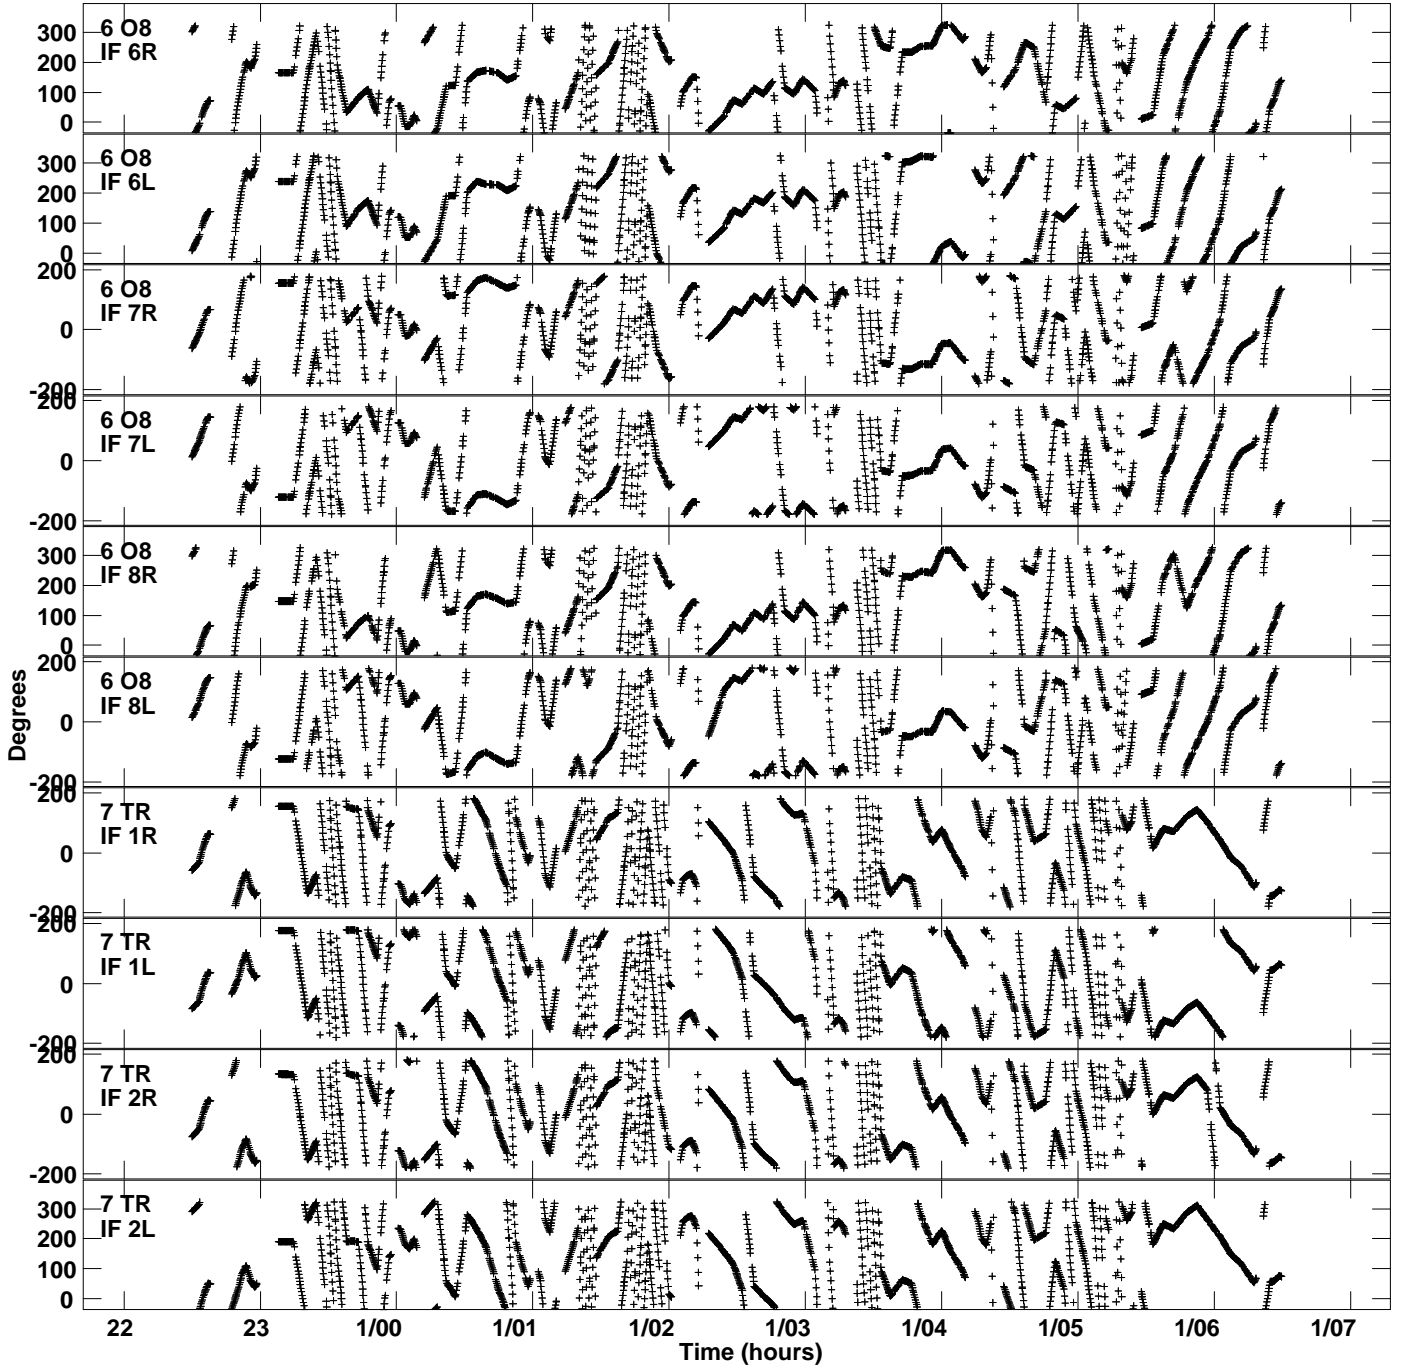 6 O8
IF 6R
300
200
100
0
6 O8
IF 6L
300
200
100
0
6 O8
IF 7R
200
0
-200
6 O8
IF 7L
200
0
-200
6 O8
IF 8R
300
200
100
0
6 O8
IF 8L
200
0
-200
7 TR
IF 1R
200
0
-200
7 TR
IF 1L
200
0
-200
7 TR
IF 2R
200
0
-200
7 TR
IF 2L
300
200
100
0
Degrees
22 23 1/00 1/01 1/02 1/03 1/04 1/05 1/06 1/07
Time (hours)